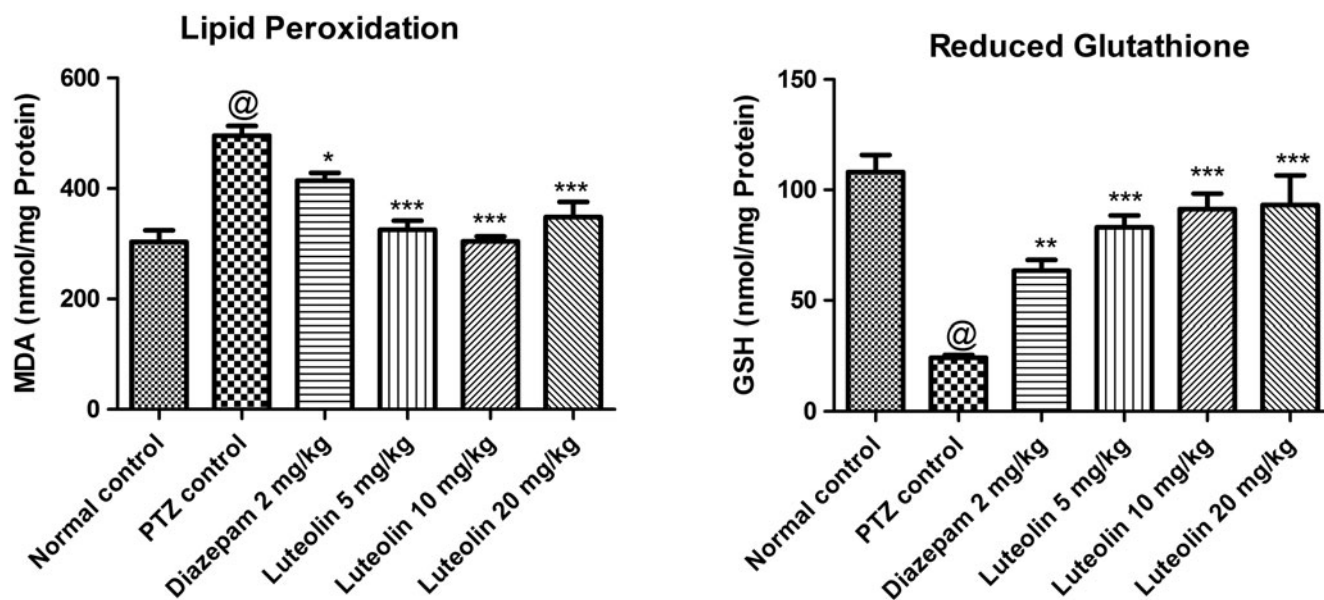 Lipid Peroxidation
MDA (nmol/mg Protein)
600
400
200
0
@
*
***
***
***
Normal control
PTZ control
Diazepam 2 mg/kg
Luteolin 5 mg/kg
Luteolin 10 mg/kg
Luteolin 20 mg/kg
Reduced Glutathione
GSH (nmol/mg Protein)
150
100
50
0
@
**
***
***
***
Normal control
PTZ control
Diazepam 2 mg/kg
Luteolin 5 mg/kg
Luteolin 10 mg/kg
Luteolin 20 mg/kg